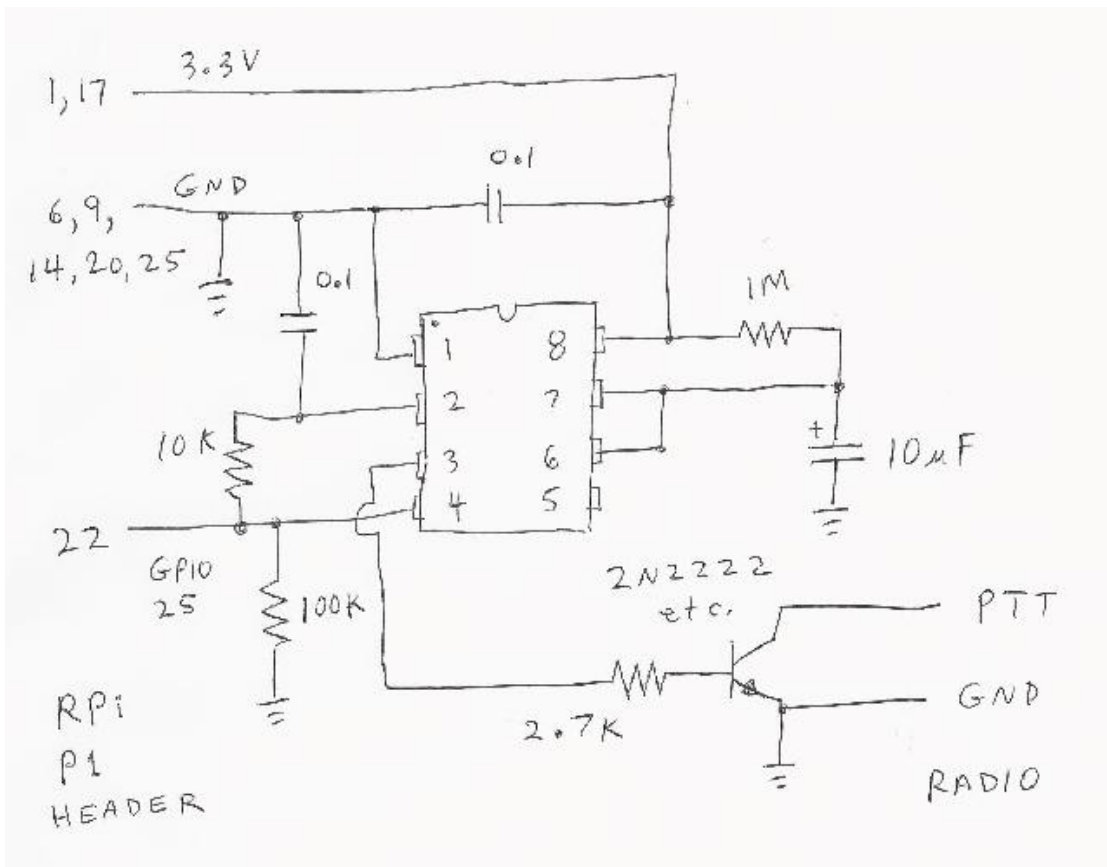 3.3V
1, 17
GND
6, 9,
14, 20, 25
0.1
0.1
1M
1
2
3
4
8
7
6
5
10K
+
10µF
22
GPIO
25
100K
2N2222
etc.
PTT
GND
2.7K
RADIO
RPi
P1
HEADER